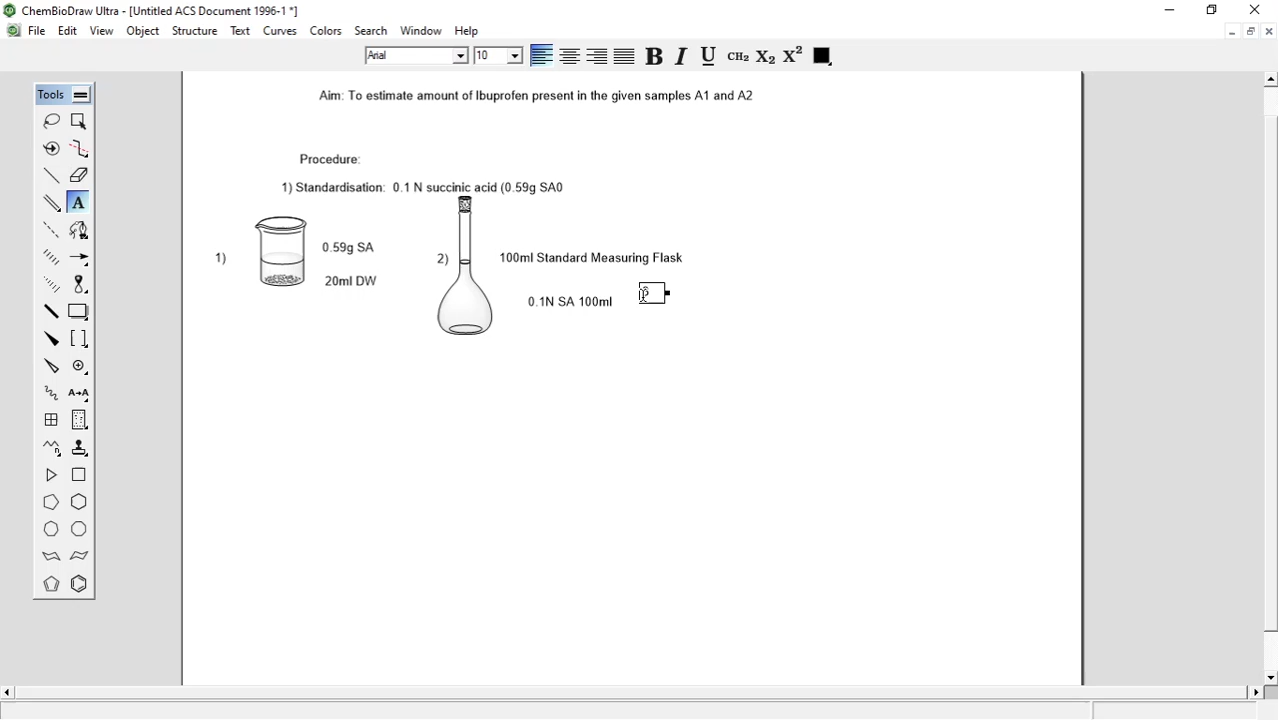 ChemBioDraw Ultra - [Untitled ACS Document 1996-1 *]
File Edit View Object Structure Text Curves Colors Search Window Help
Arial 10 B I U CH2 X2 X2
Tools
A
A→A
Aim: To estimate amount of Ibuprofen present in the given samples A1 and A2
Procedure:
1) Standardisation: 0.1 N succinic acid (0.59g SA0
1)
0.59g SA
20ml DW
2)
100ml Standard Measuring Flask
0.1N SA 100ml